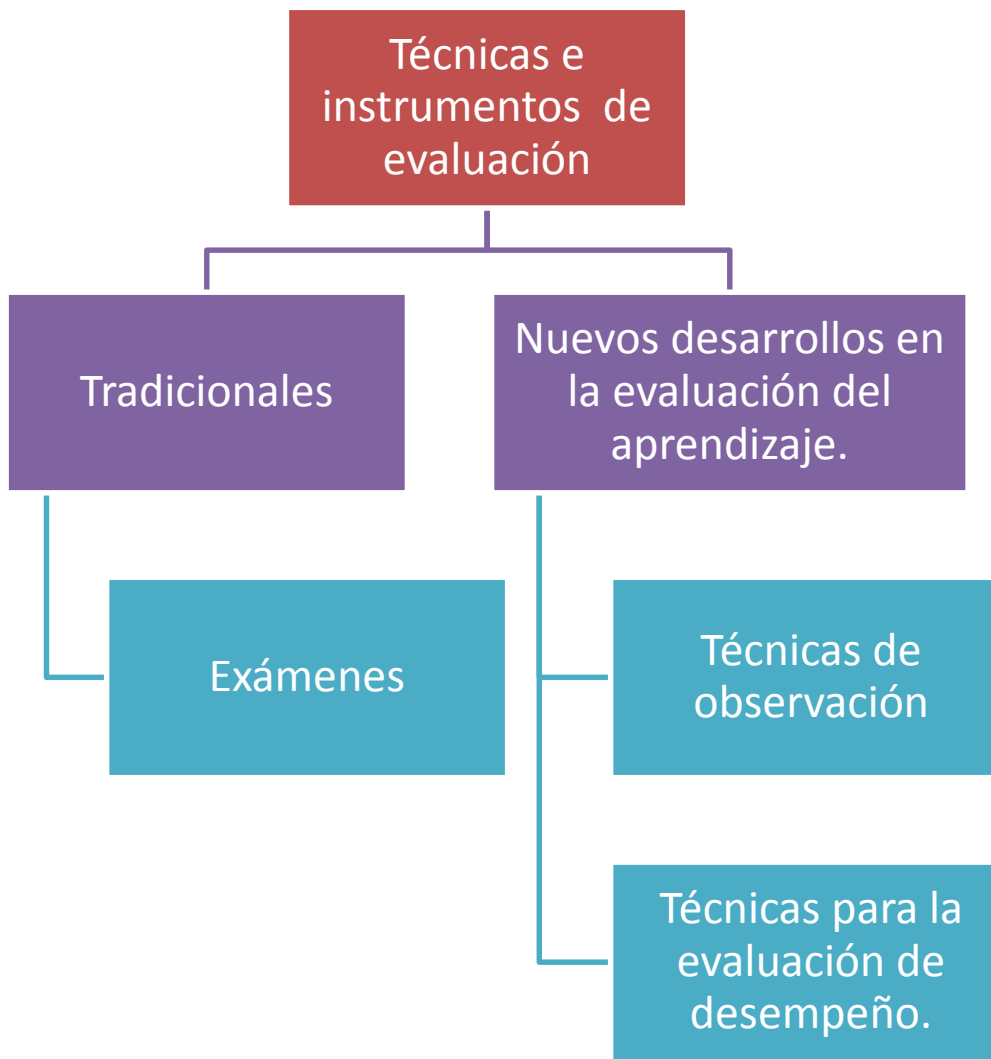 Técnicas e
instrumentos de
evaluación
Tradicionales
Nuevos desarrollos en
la evaluación del
aprendizaje.
Exámenes
Técnicas de
observación
Técnicas para la
evaluación de
desempeño.